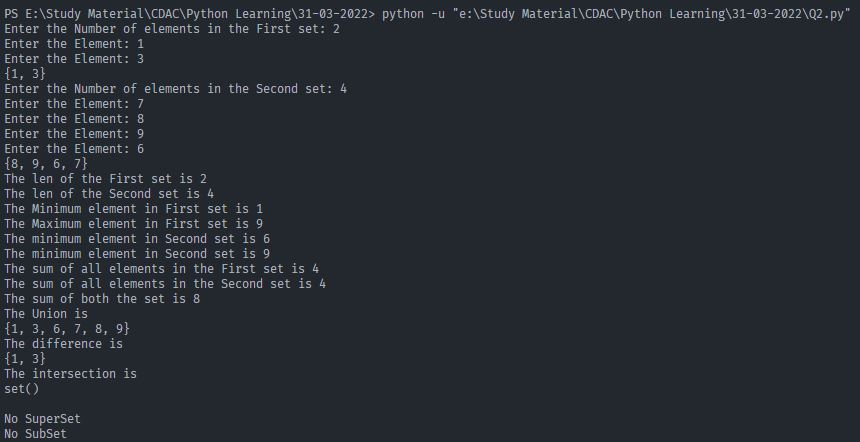 PS E:\Study Material\CDAC\Python Learning\31-03-2022> python -u "e:\Study Material\CDAC\Python Learning\31-03-2022\Q2.py"
Enter the Number of elements in the First set: 2
Enter the Element: 1
Enter the Element: 3
{1, 3}
Enter the Number of elements in the Second set: 4
Enter the Element: 7
Enter the Element: 8
Enter the Element: 9
Enter the Element: 6
{8, 9, 6, 7}
The len of the First set is 2
The len of the Second set is 4
The Minimum element in First set is 1
The Maximum element in First set is 9
The minimum element in Second set is 6
The minimum element in Second set is 9
The sum of all elements in the First set is 4
The sum of all elements in the Second set is 4
The sum of both the set is 8
The Union is
{1, 3, 6, 7, 8, 9}
The difference is
{1, 3}
The intersection is
set()
No SuperSet
No SubSet